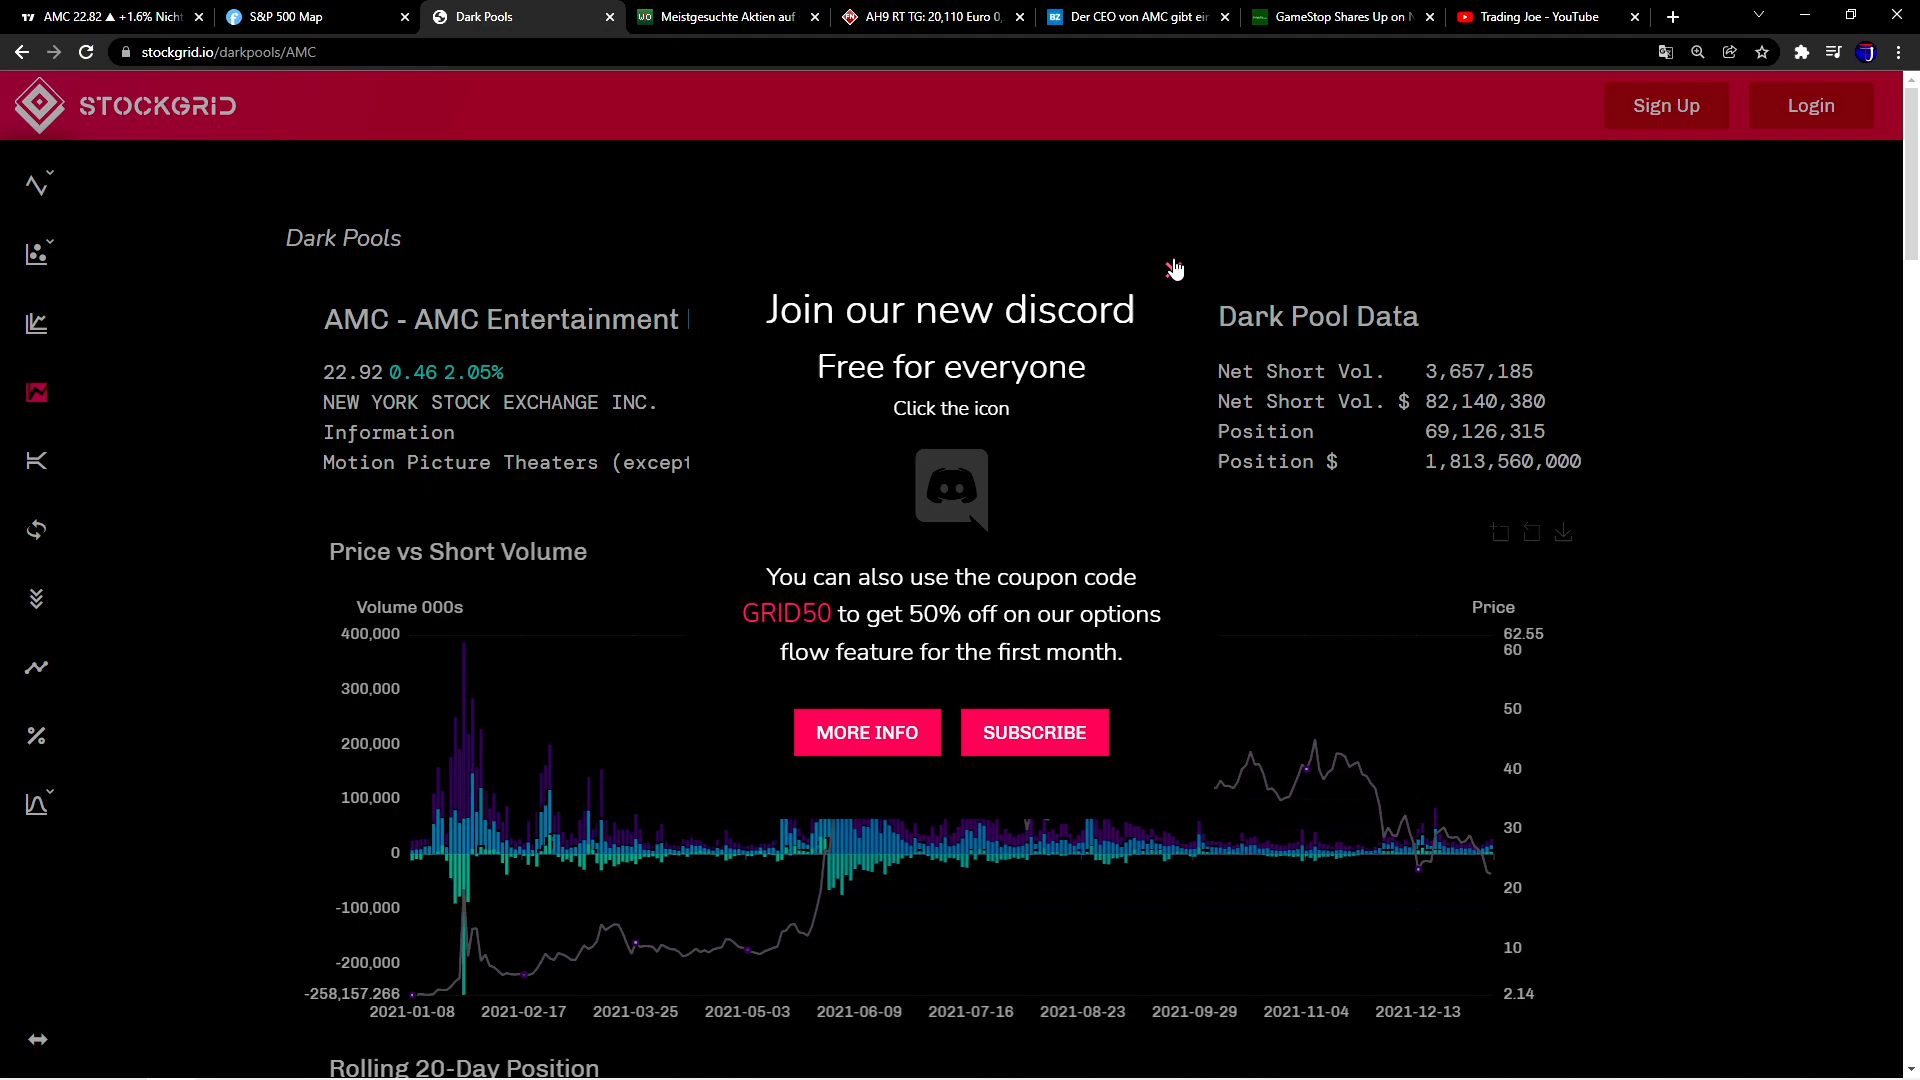 AMC 22.82 ▲ +1.6% Nicht
S&P 500 Map
Dark Pools
Meistgesuchte Aktien auf
AH9 RT TG: 20,110 Euro 0,
Der CEO von AMC gibt ein
GameStop Shares Up on N
Trading Joe - YouTube
stockgrid.io/darkpools/AMC
STOCKGRID
Sign Up
Login
Dark Pools
AMC - AMC Entertainment
22.92 0.46 2.05%
NEW YORK STOCK EXCHANGE INC.
Information
Motion Picture Theaters (except
Join our new discord
Free for everyone
Click the icon
You can also use the coupon code
GRID50 to get 50% off on our options
flow feature for the first month.
MORE INFO
SUBSCRIBE
Dark Pool Data
Net Short Vol. 3,657,185
Net Short Vol. $ 82,140,380
Position 69,126,315
Position $ 1,813,560,000
Price vs Short Volume
Volume 000s
Price
400,000
300,000
200,000
100,000
0
-100,000
-200,000
-258,157.266
62.55
60
50
40
30
20
10
2.14
2021-01-08 2021-02-17 2021-03-25 2021-05-03 2021-06-09 2021-07-16 2021-08-23 2021-09-29 2021-11-04 2021-12-13
Rolling 20-Day Position